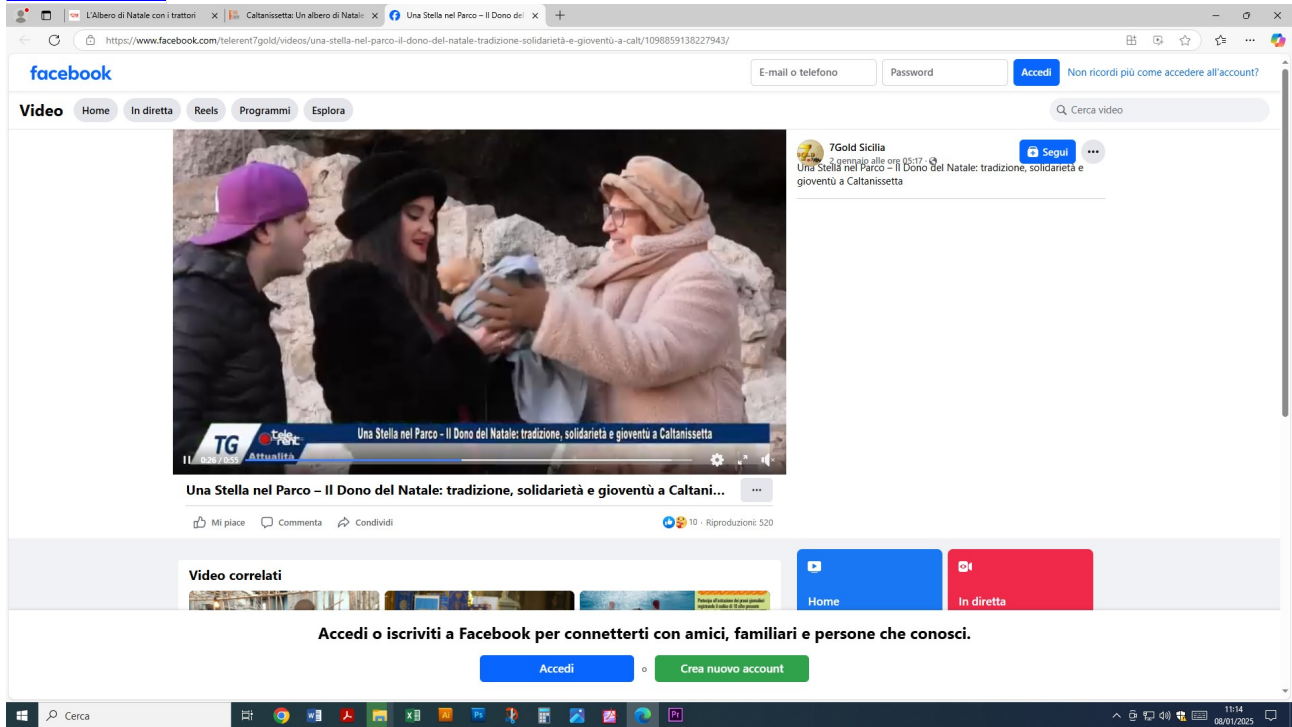 L'Albero di Natale con i trattori
Caltanissetta: Un albero di Natale
Una Stella nel Parco – Il Dono del
https://www.facebook.com/telerent7gold/videos/una-stella-nel-parco-il-dono-del-natale-tradizione-solidarietà-e-gioventù-a-calt/1098859138227943/
facebook
E-mail o telefono
Password
Accedi
Non ricordi più come accedere all'account?
Video
Home
In diretta
Reels
Programmi
Esplora
Cerca video
7Gold Sicilia
2 gennaio alle ore 05:17
Segui
Una Stella nel Parco – Il Dono del Natale: tradizione, solidarietà e
gioventù a Caltanissetta
TG
tele
rent
Attualità
Una Stella nel Parco - Il Dono del Natale: tradizione, solidarietà e gioventù a Caltanissetta
0:26 / 0:55
Una Stella nel Parco – Il Dono del Natale: tradizione, solidarietà e gioventù a Caltani...
Mi piace
Commenta
Condividi
10 · Riproduzioni: 520
Video correlati
Home
In diretta
Accedi o iscriviti a Facebook per connetterti con amici, familiari e persone che conosci.
Accedi
o
Crea nuovo account
Cerca
11:14
08/01/2025